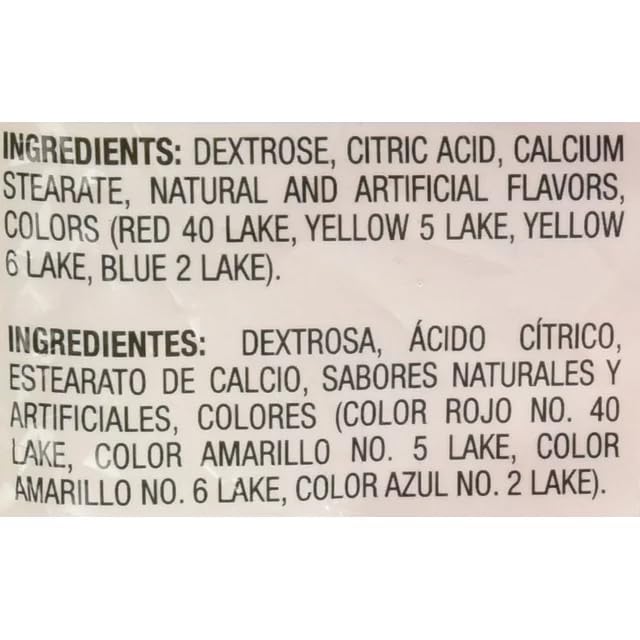 INGREDIENTS: DEXTROSE, CITRIC ACID, CALCIUM
STEARATE, NATURAL AND ARTIFICIAL FLAVORS,
COLORS (RED 40 LAKE, YELLOW 5 LAKE, YELLOW
6 LAKE, BLUE 2 LAKE).
INGREDIENTES: DEXTROSA, ÁCIDO CÍTRICO,
ESTEARATO DE CALCIO, SABORES NATURALES Y
ARTIFICIALES, COLORES (COLOR ROJO NO. 40
LAKE, COLOR AMARILLO NO. 5 LAKE, COLOR
AMARILLO NO. 6 LAKE, COLOR AZUL NO. 2 LAKE).